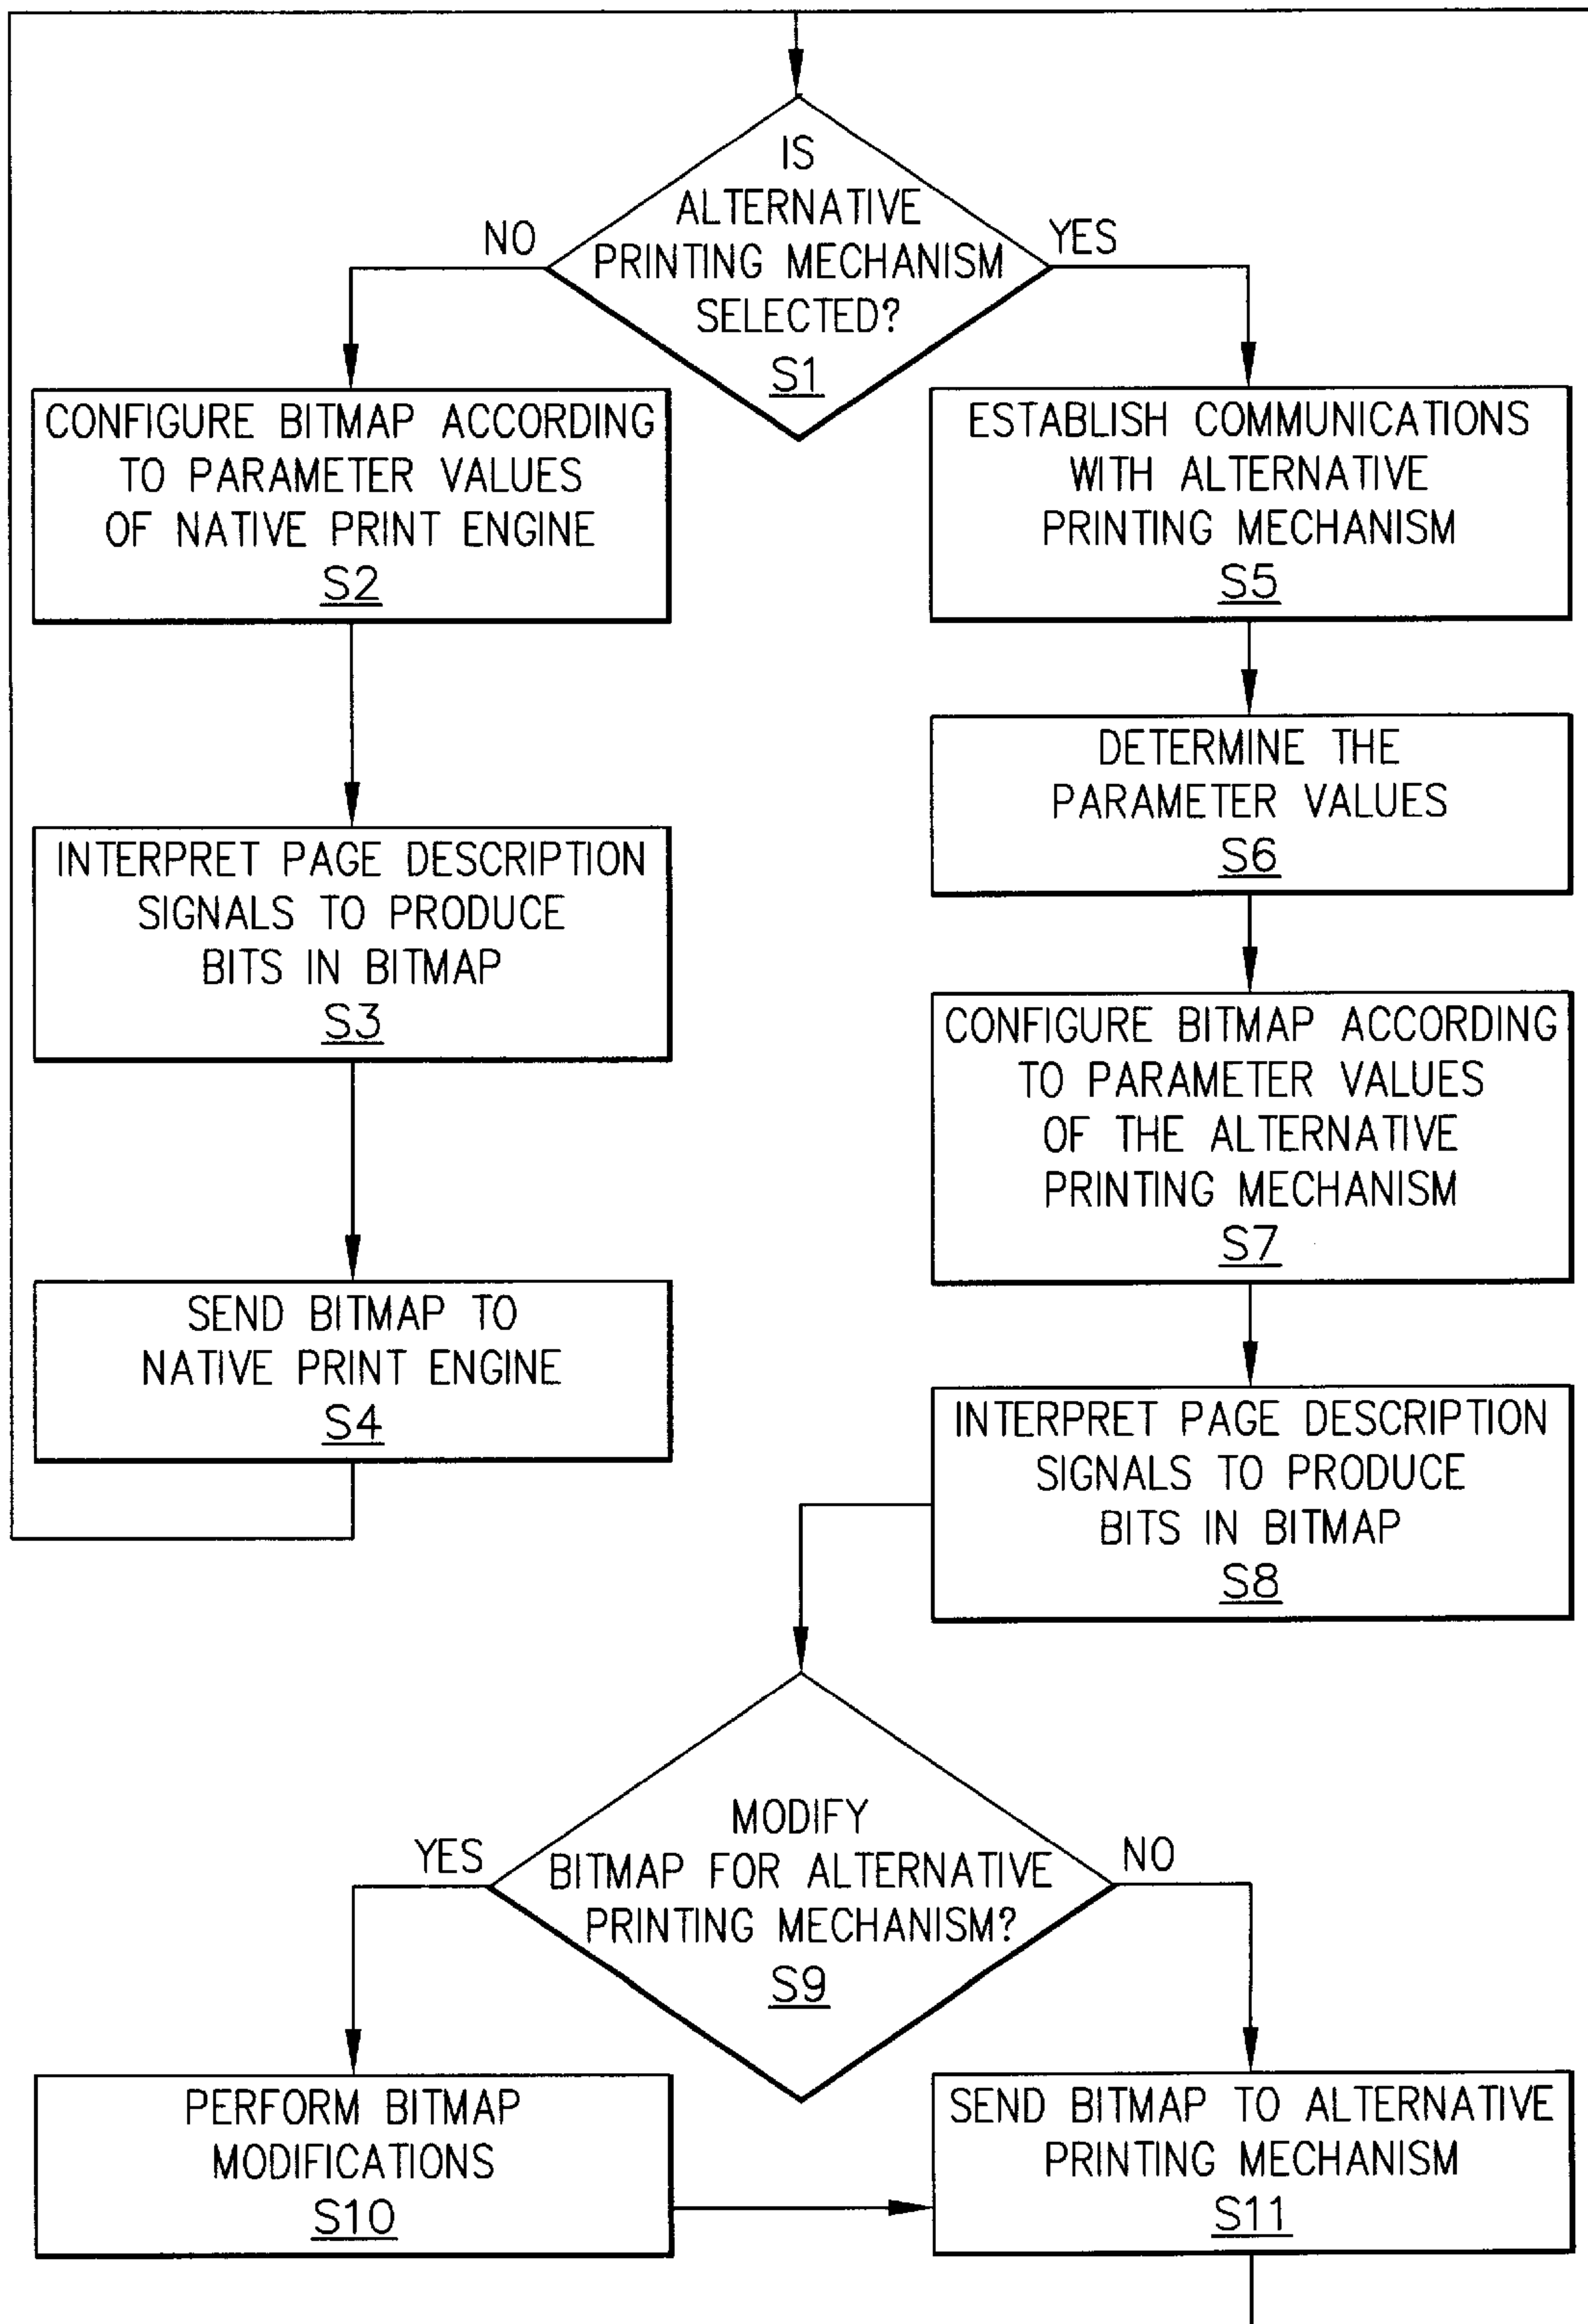 IS
ALTERNATIVE
PRINTING MECHANISM
SELECTED?
S1
NO
YES
CONFIGURE BITMAP ACCORDING
TO PARAMETER VALUES
OF NATIVE PRINT ENGINE
S2
INTERPRET PAGE DESCRIPTION
SIGNALS TO PRODUCE
BITS IN BITMAP
S3
SEND BITMAP TO
NATIVE PRINT ENGINE
S4
ESTABLISH COMMUNICATIONS
WITH ALTERNATIVE
PRINTING MECHANISM
S5
DETERMINE THE
PARAMETER VALUES
S6
CONFIGURE BITMAP ACCORDING
TO PARAMETER VALUES
OF THE ALTERNATIVE
PRINTING MECHANISM
S7
INTERPRET PAGE DESCRIPTION
SIGNALS TO PRODUCE
BITS IN BITMAP
S8
MODIFY
BITMAP FOR ALTERNATIVE
PRINTING MECHANISM?
S9
YES
NO
PERFORM BITMAP
MODIFICATIONS
S10
SEND BITMAP TO ALTERNATIVE
PRINTING MECHANISM
S11